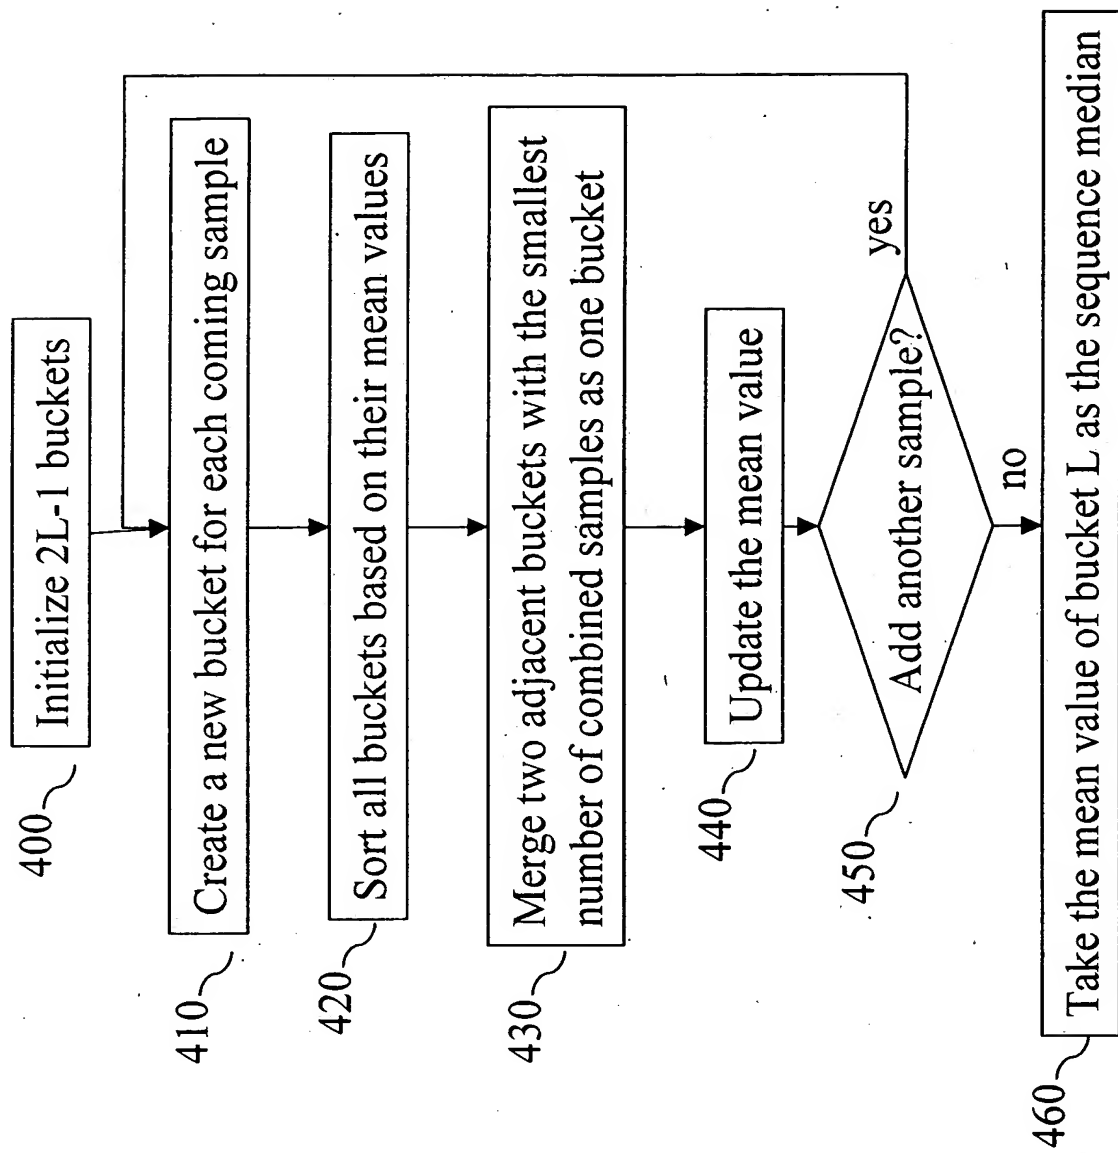 400
Initialize 2L-1 buckets
410
Create a new bucket for each coming sample
420
Sort all buckets based on their mean values
430
Merge two adjacent buckets with the smallest
number of combined samples as one bucket
440
Update the mean value
450
Add another sample?
yes
no
460
Take the mean value of bucket L as the sequence median